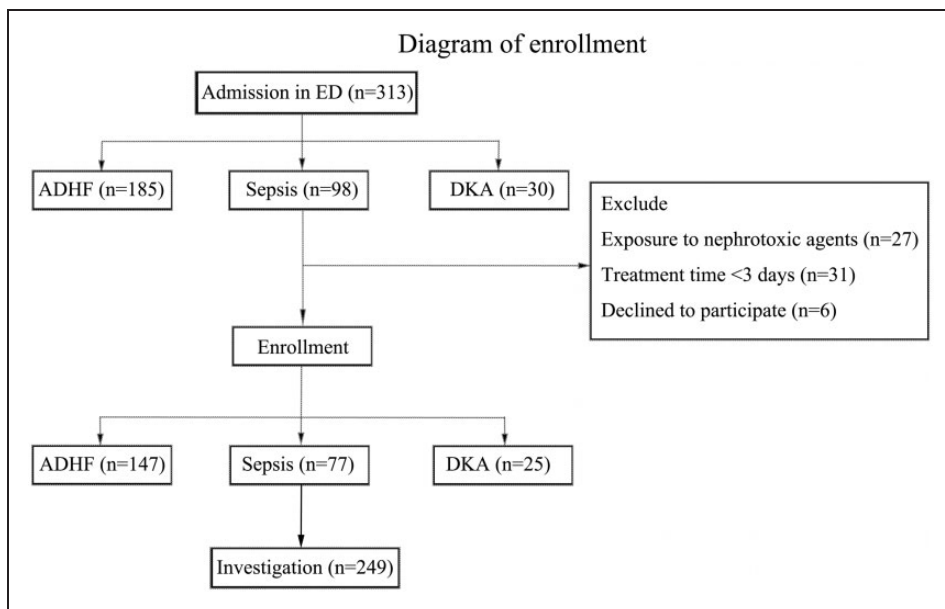 Diagram of enrollment
Admission in ED (n=313)
ADHF (n=185)
Sepsis (n=98)
DKA (n=30)
Exclude
Exposure to nephrotoxic agents (n=27)
Treatment time <3 days (n=31)
Declined to participate (n=6)
Enrollment
ADHF (n=147)
Sepsis (n=77)
DKA (n=25)
Investigation (n=249)